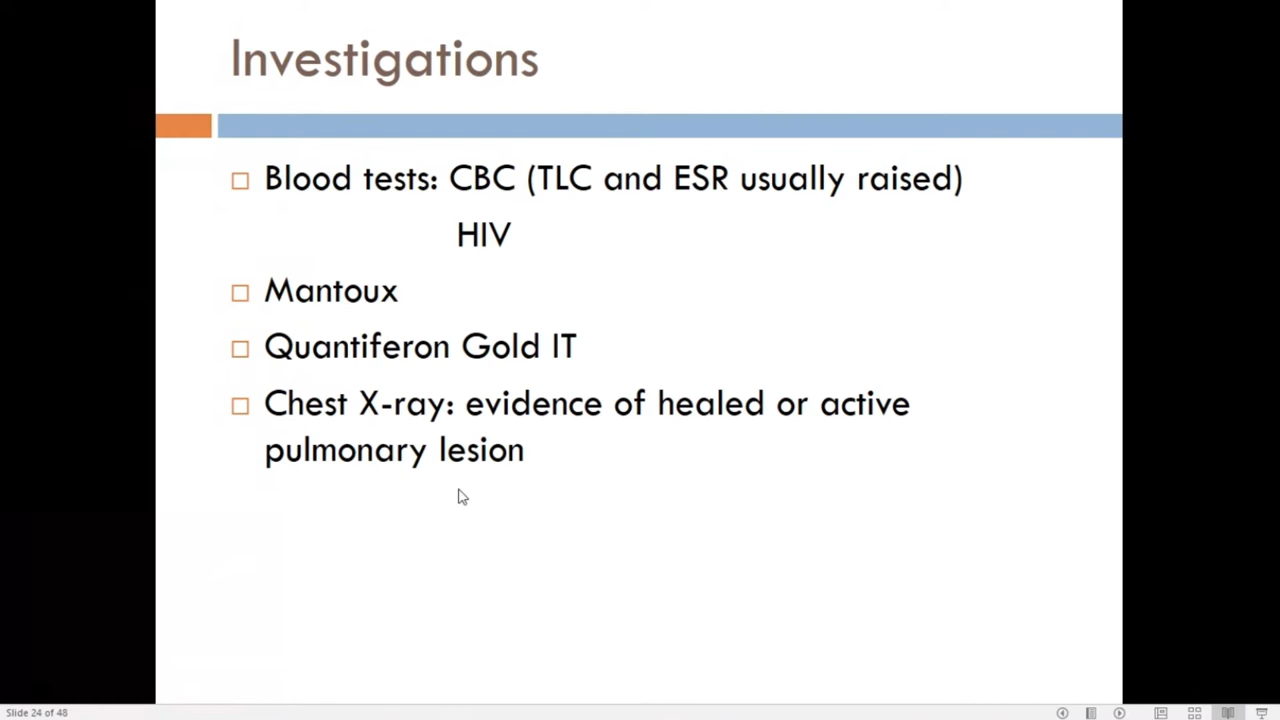 Investigations
Blood tests: CBC (TLC and ESR usually raised)
HIV
Mantoux
Quantiferon Gold IT
Chest X-ray: evidence of healed or active
pulmonary lesion
Slide 24 of 48